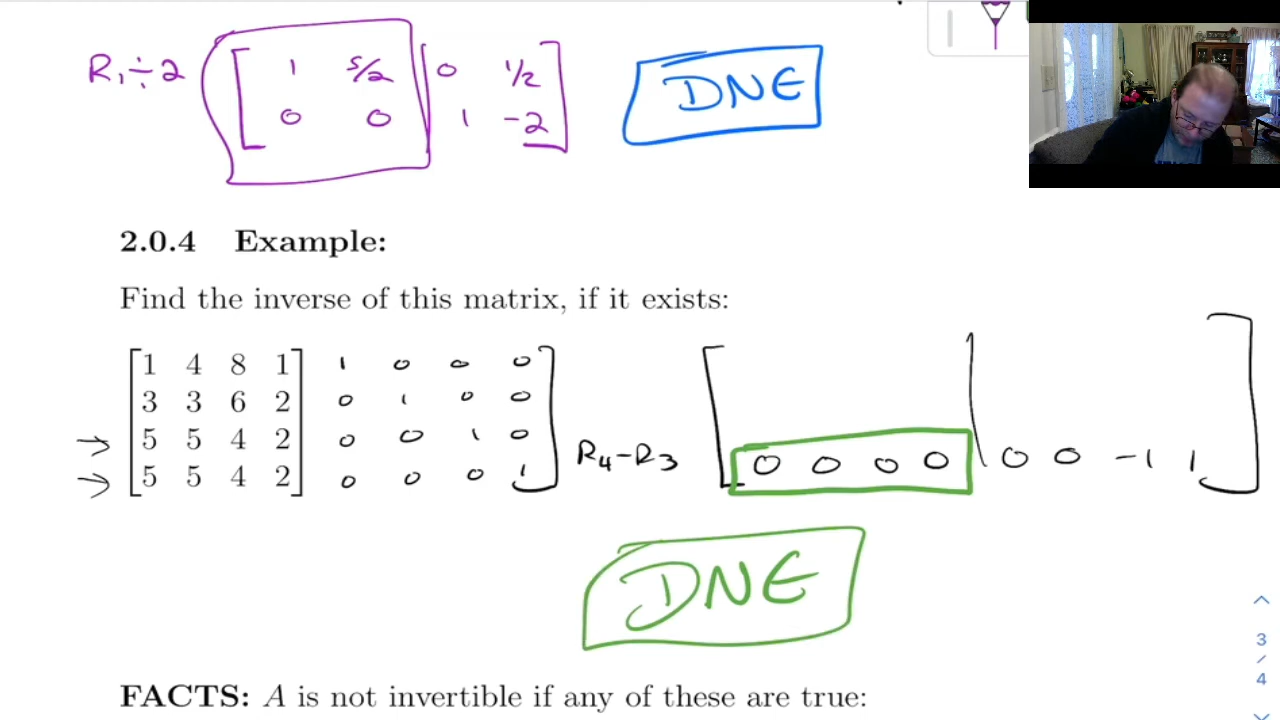 R₁÷2 [ 1 5/2 | 0 1/2 ]
0 0 | 1 -2
DNE
2.0.4 Example:
Find the inverse of this matrix, if it exists:
1 4 8 1 1 0 0 0
3 3 6 2 0 1 0 0
→ 5 5 4 2 0 0 1 0
→ 5 5 4 2 0 0 0 1
R₄-R₃
0 0 0 0 | 0 0 -1 1
DNE
FACTS: A is not invertible if any of these are true:
3
/
4